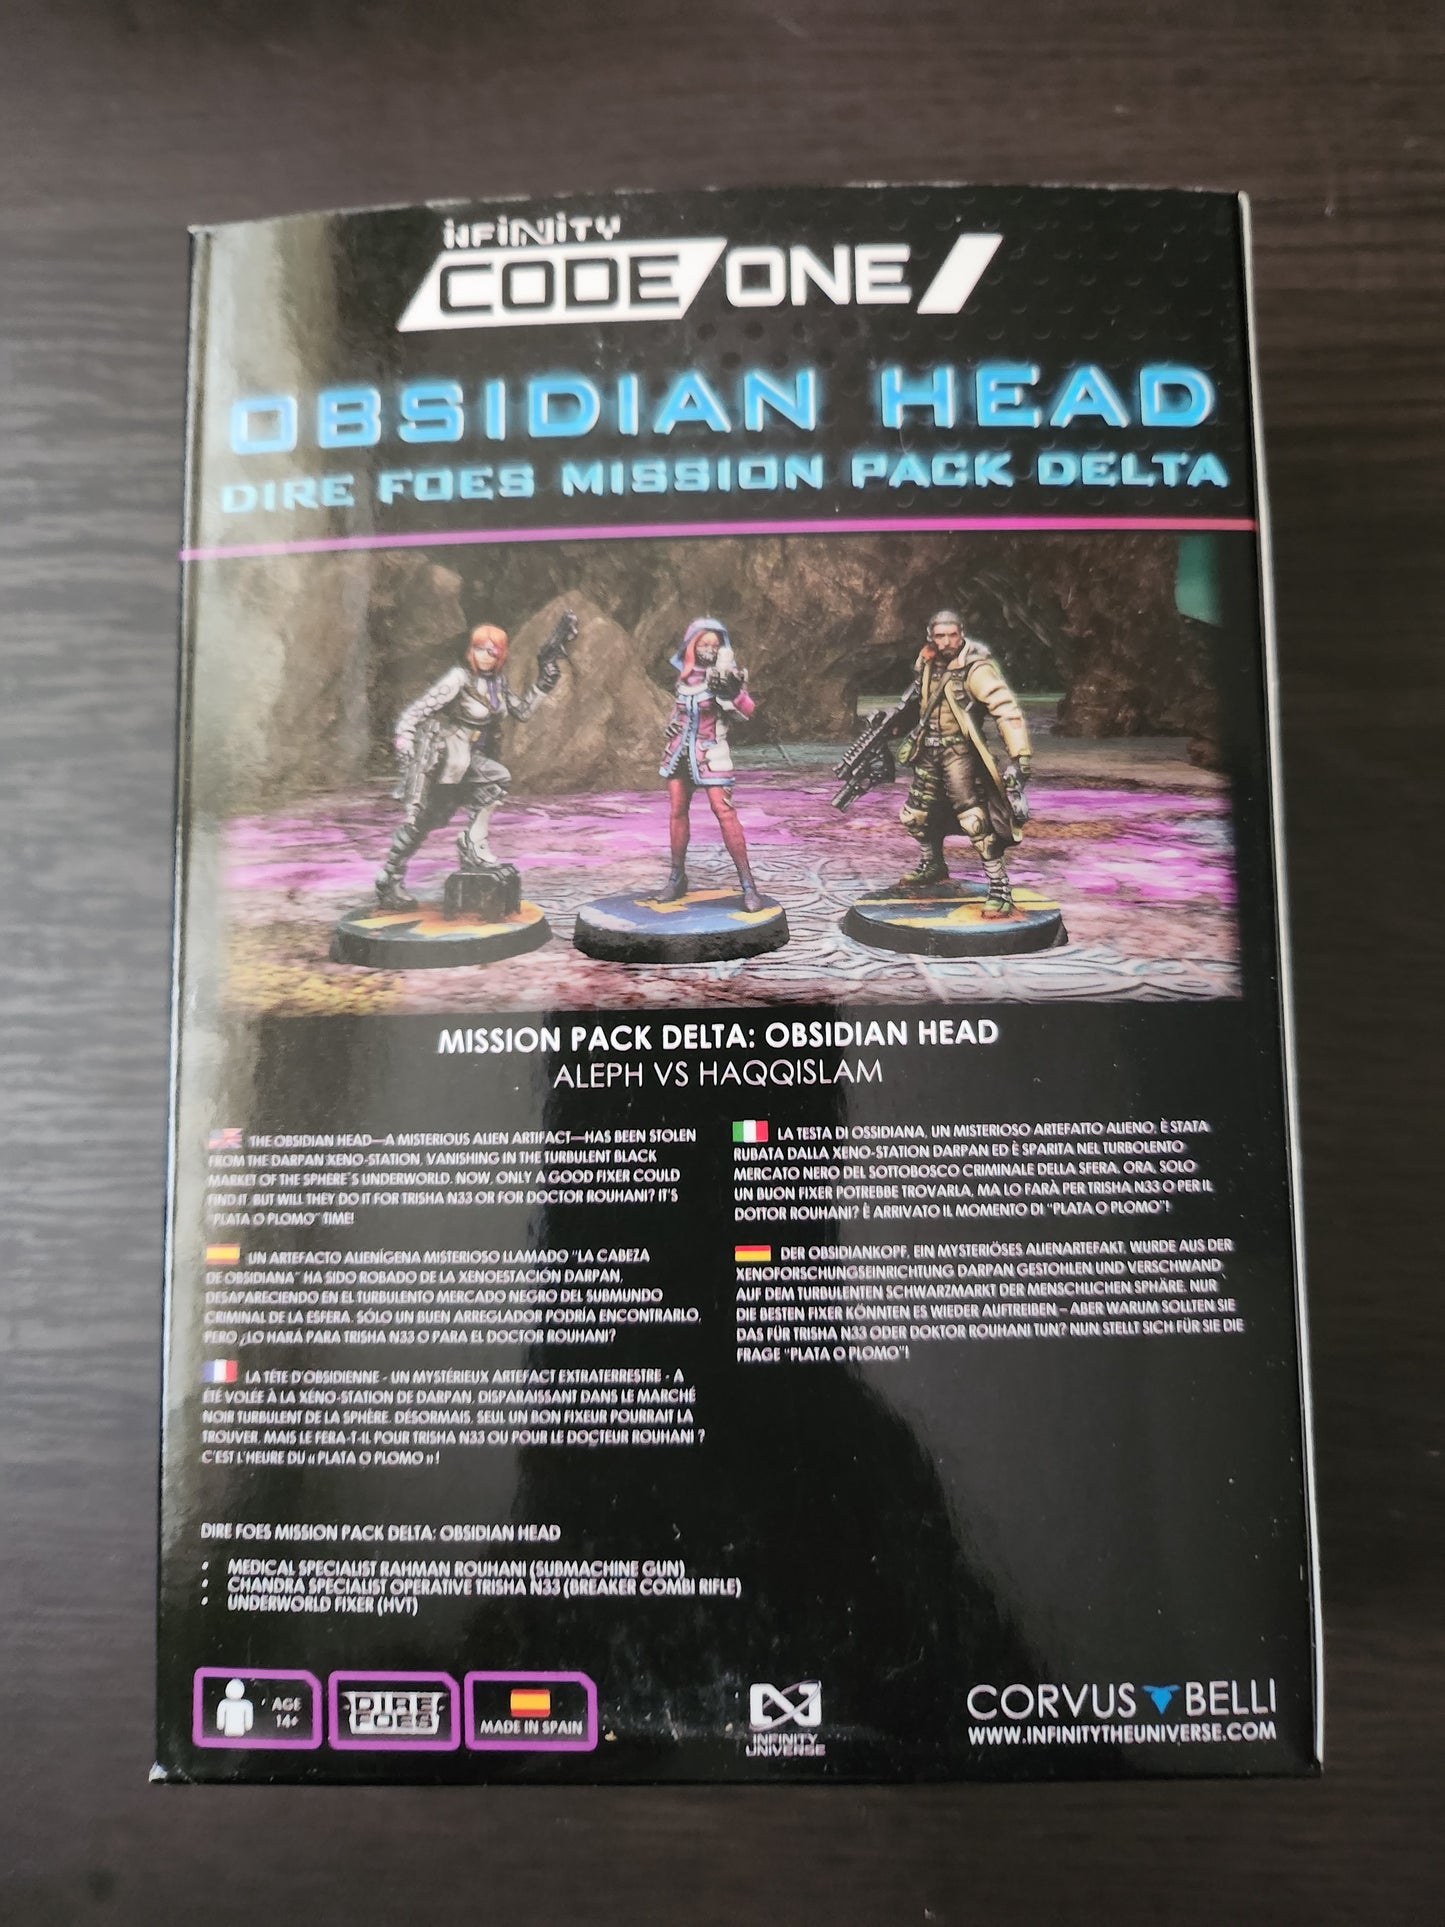 INFINITY
CODE ONE
OBSIDIAN HEAD
DIRE FOES MISSION PACK DELTA
MISSION PACK DELTA: OBSIDIAN HEAD
ALEPH VS HAQQISLAM
THE OBSIDIAN HEAD—A MISTERIOUS ALIEN ARTIFACT—HAS BEEN STOLEN
FROM THE DARPAN XENO-STATION, VANISHING IN THE TURBULENT BLACK
MARKET OF THE SPHERE'S UNDERWORLD. NOW, ONLY A GOOD FIXER COULD
FIND IT, BUT WILL THEY DO IT FOR TRISHA N33 OR FOR DOCTOR ROUHANI? IT'S
"PLATA O PLOMO" TIME!
UN ARTEFACTO ALIENÍGENA MISTERIOSO LLAMADO "LA CABEZA
DE OBSIDIANA" HA SIDO ROBADO DE LA XENOESTACIÓN DARPAN,
DESAPARECIENDO EN EL TURBULENTO MERCADO NEGRO DEL SUBMUNDO
CRIMINAL DE LA ESFERA. SÓLO UN BUEN ARREGLADOR PODRÍA ENCONTRARLO,
PERO ¿LO HARÁ PARA TRISHA N33 O PARA EL DOCTOR ROUHANI?
LA TÊTE D'OBSIDIENNE - UN MYSTÉRIEUX ARTEFACT EXTRATERRESTRE - A
ÉTÉ VOLÉE À LA XÉNO-STATION DE DARPAN, DISPARAISSANT DANS LE MARCHÉ
NOIR TURBULENT DE LA SPHÈRE. DÉSORMAIS, SEUL UN BON FIXEUR POURRAIT LA
TROUVER. MAIS LE FERA-T-IL POUR TRISHA N33 OU POUR LE DOCTEUR ROUHANI ?
C'EST L'HEURE DU « PLATA O PLOMO » !
LA TESTA DI OSSIDIANA, UN MISTERIOSO ARTEFATTO ALIENO, È STATA
RUBATA DALLA XENO-STATION DARPAN ED È SPARITA NEL TURBOLENTO
MERCATO NERO DEL SOTTOBOSCO CRIMINALE DELLA SFERA. ORA, SOLO
UN BUON FIXER POTREBBE TROVARLA, MA LO FARÀ PER TRISHA N33 O PER IL
DOTTOR ROUHANI? È ARRIVATO IL MOMENTO DI "PLATA O PLOMO"!
DER OBSIDIANKOPF, EIN MYSTERIÖSES ALIENARTEFAKT, WURDE AUS DER
XENOFORSCHUNGSEINRICHTUNG DARPAN GESTOHLEN UND VERSCHWAND
AUF DEM TURBULENTEN SCHWARZMARKT DER MENSCHLICHEN SPHÄRE. NUR
DIE BESTEN FIXER KÖNNTEN ES WIEDER AUFTREIBEN – ABER WARUM SOLLTEN SIE
DAS FÜR TRISHA N33 ODER DOKTOR ROUHANI TUN? NUN STELLT SICH FÜR SIE DIE
FRAGE "PLATA O PLOMO"!
DIRE FOES MISSION PACK DELTA: OBSIDIAN HEAD
• MEDICAL SPECIALIST RAHMAN ROUHANI (SUBMACHINE GUN)
• CHANDRA SPECIALIST OPERATIVE TRISHA N33 (BREAKER COMBI RIFLE)
• UNDERWORLD FIXER (HVT)
AGE
14+
DIRE
FOES
MADE IN SPAIN
INFINITY
UNIVERSE
CORVUS BELLI
WWW.INFINITYTHEUNIVERSE.COM